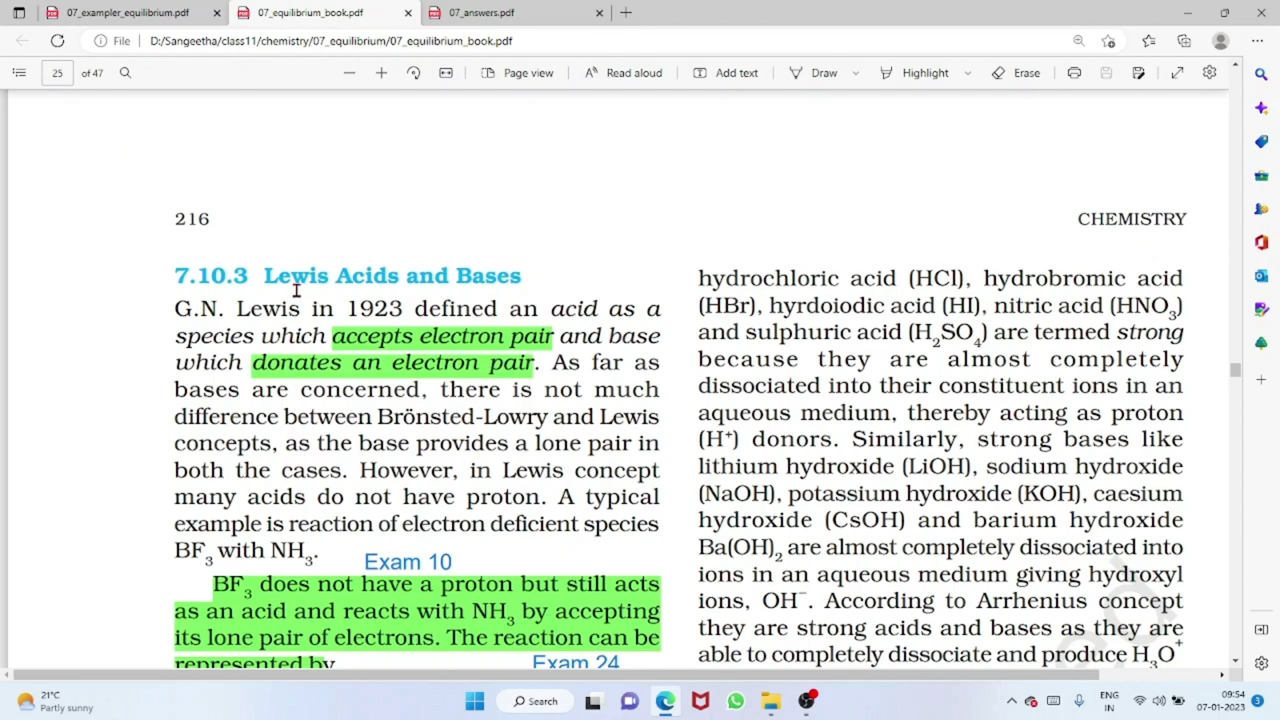 07_exampler_equilibrium.pdf
07_equilibrium_book.pdf
07_answers.pdf
File
D:/Sangeetha/class11/chemistry/07_equilibrium/07_equilibrium_book.pdf
25 of 47
Page view
Read aloud
Add text
Draw
Highlight
Erase
216
CHEMISTRY
7.10.3 Lewis Acids and Bases
G.N. Lewis in 1923 defined an acid as a
species which accepts electron pair and base
which donates an electron pair. As far as
bases are concerned, there is not much
difference between Brönsted-Lowry and Lewis
concepts, as the base provides a lone pair in
both the cases. However, in Lewis concept
many acids do not have proton. A typical
example is reaction of electron deficient species
BF₃ with NH₃.
Exam 10
BF₃ does not have a proton but still acts
as an acid and reacts with NH₃ by accepting
its lone pair of electrons. The reaction can be
represented by
Exam 24
hydrochloric acid (HCl), hydrobromic acid
(HBr), hyrdoiodic acid (HI), nitric acid (HNO₃)
and sulphuric acid (H₂SO₄) are termed strong
because they are almost completely
dissociated into their constituent ions in an
aqueous medium, thereby acting as proton
(H⁺) donors. Similarly, strong bases like
lithium hydroxide (LiOH), sodium hydroxide
(NaOH), potassium hydroxide (KOH), caesium
hydroxide (CsOH) and barium hydroxide
Ba(OH)₂ are almost completely dissociated into
ions in an aqueous medium giving hydroxyl
ions, OH⁻. According to Arrhenius concept
they are strong acids and bases as they are
able to completely dissociate and produce H₃O⁺
21°C
Partly sunny
Search
ENG
IN
09:54
07-01-2023
3